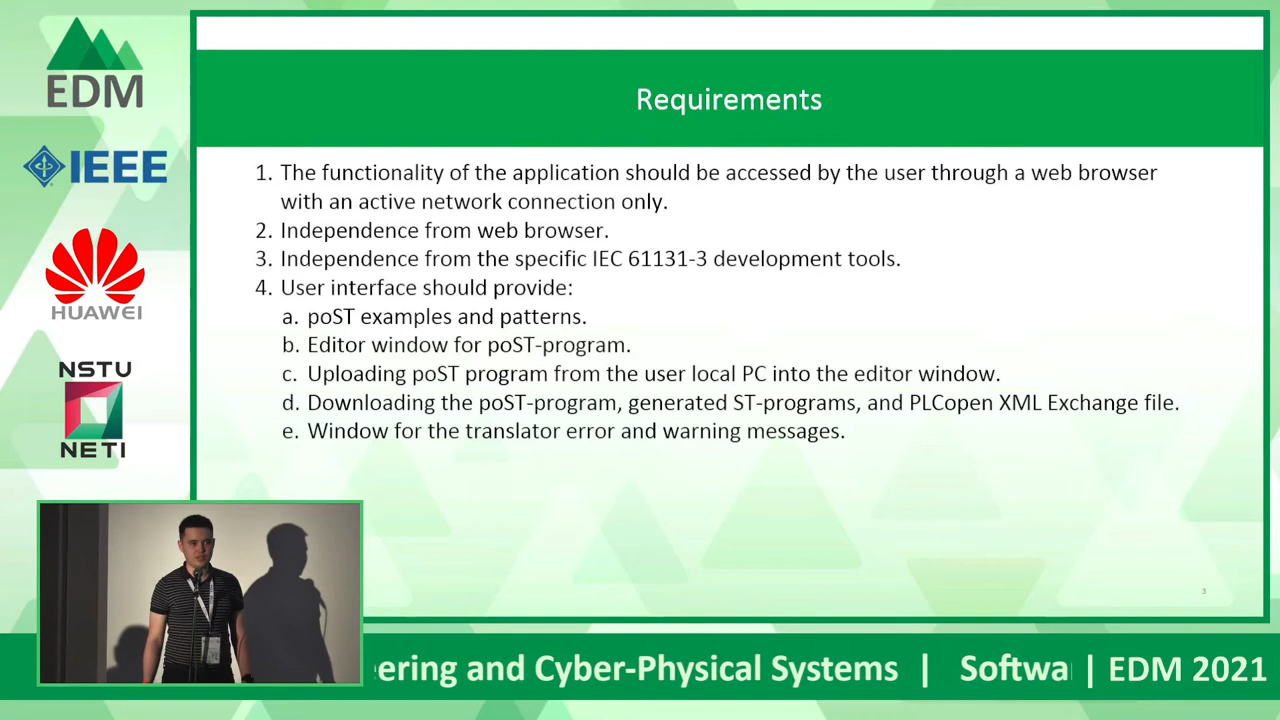 EDM
IEEE
HUAWEI
NSTU
NETI
Requirements
1. The functionality of the application should be accessed by the user through a web browser
with an active network connection only.
2. Independence from web browser.
3. Independence from the specific IEC 61131-3 development tools.
4. User interface should provide:
a. poST examples and patterns.
b. Editor window for poST-program.
c. Uploading poST program from the user local PC into the editor window.
d. Downloading the poST-program, generated ST-programs, and PLCopen XML Exchange file.
e. Window for the translator error and warning messages.
3
eering and Cyber-Physical Systems | Softwa | EDM 2021